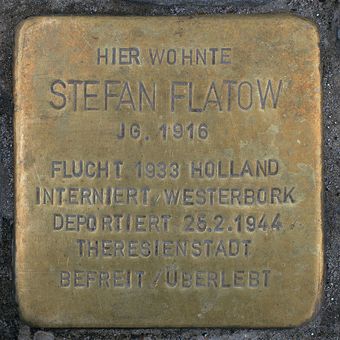 HIER WOHNTE
STEFAN FLATOW
JG. 1916
FLUCHT 1933 HOLLAND
INTERNIERT/WESTERBORK
DEPORTIERT 25.2.1944
THERESIENSTADT
BEFREIT/ÜBERLEBT